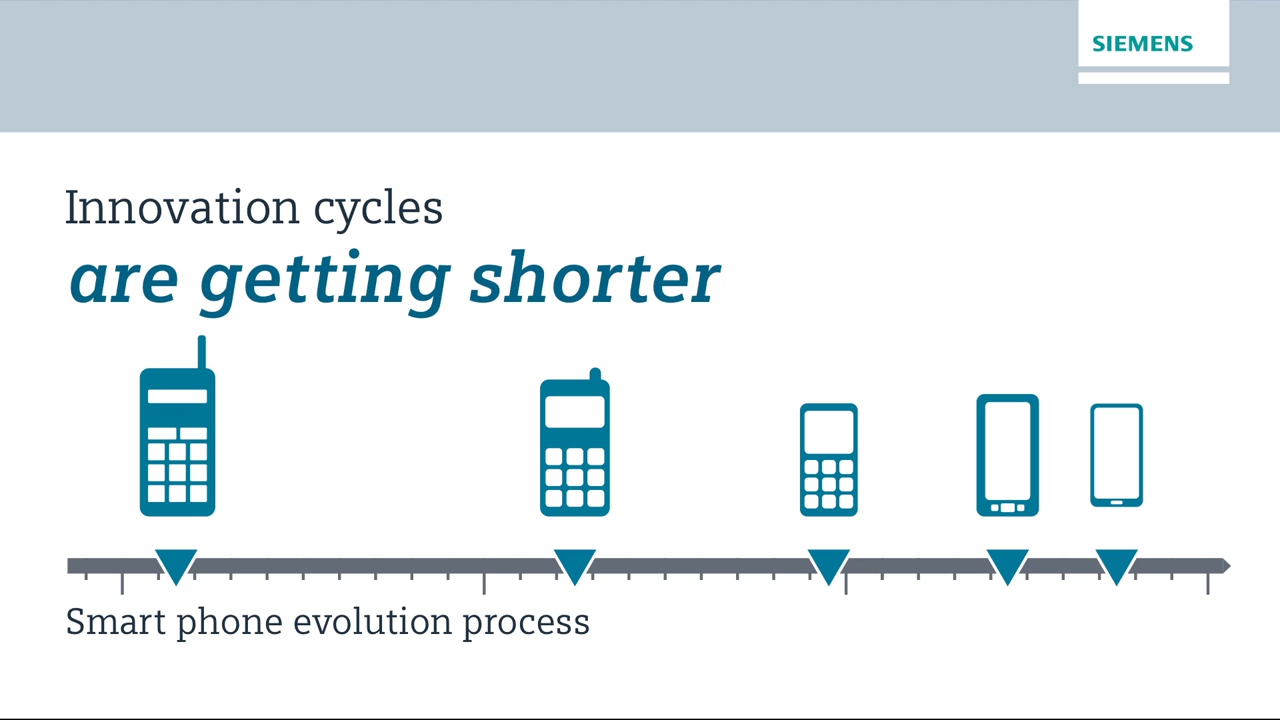 SIEMENS
Innovation cycles
are getting shorter
Smart phone evolution process